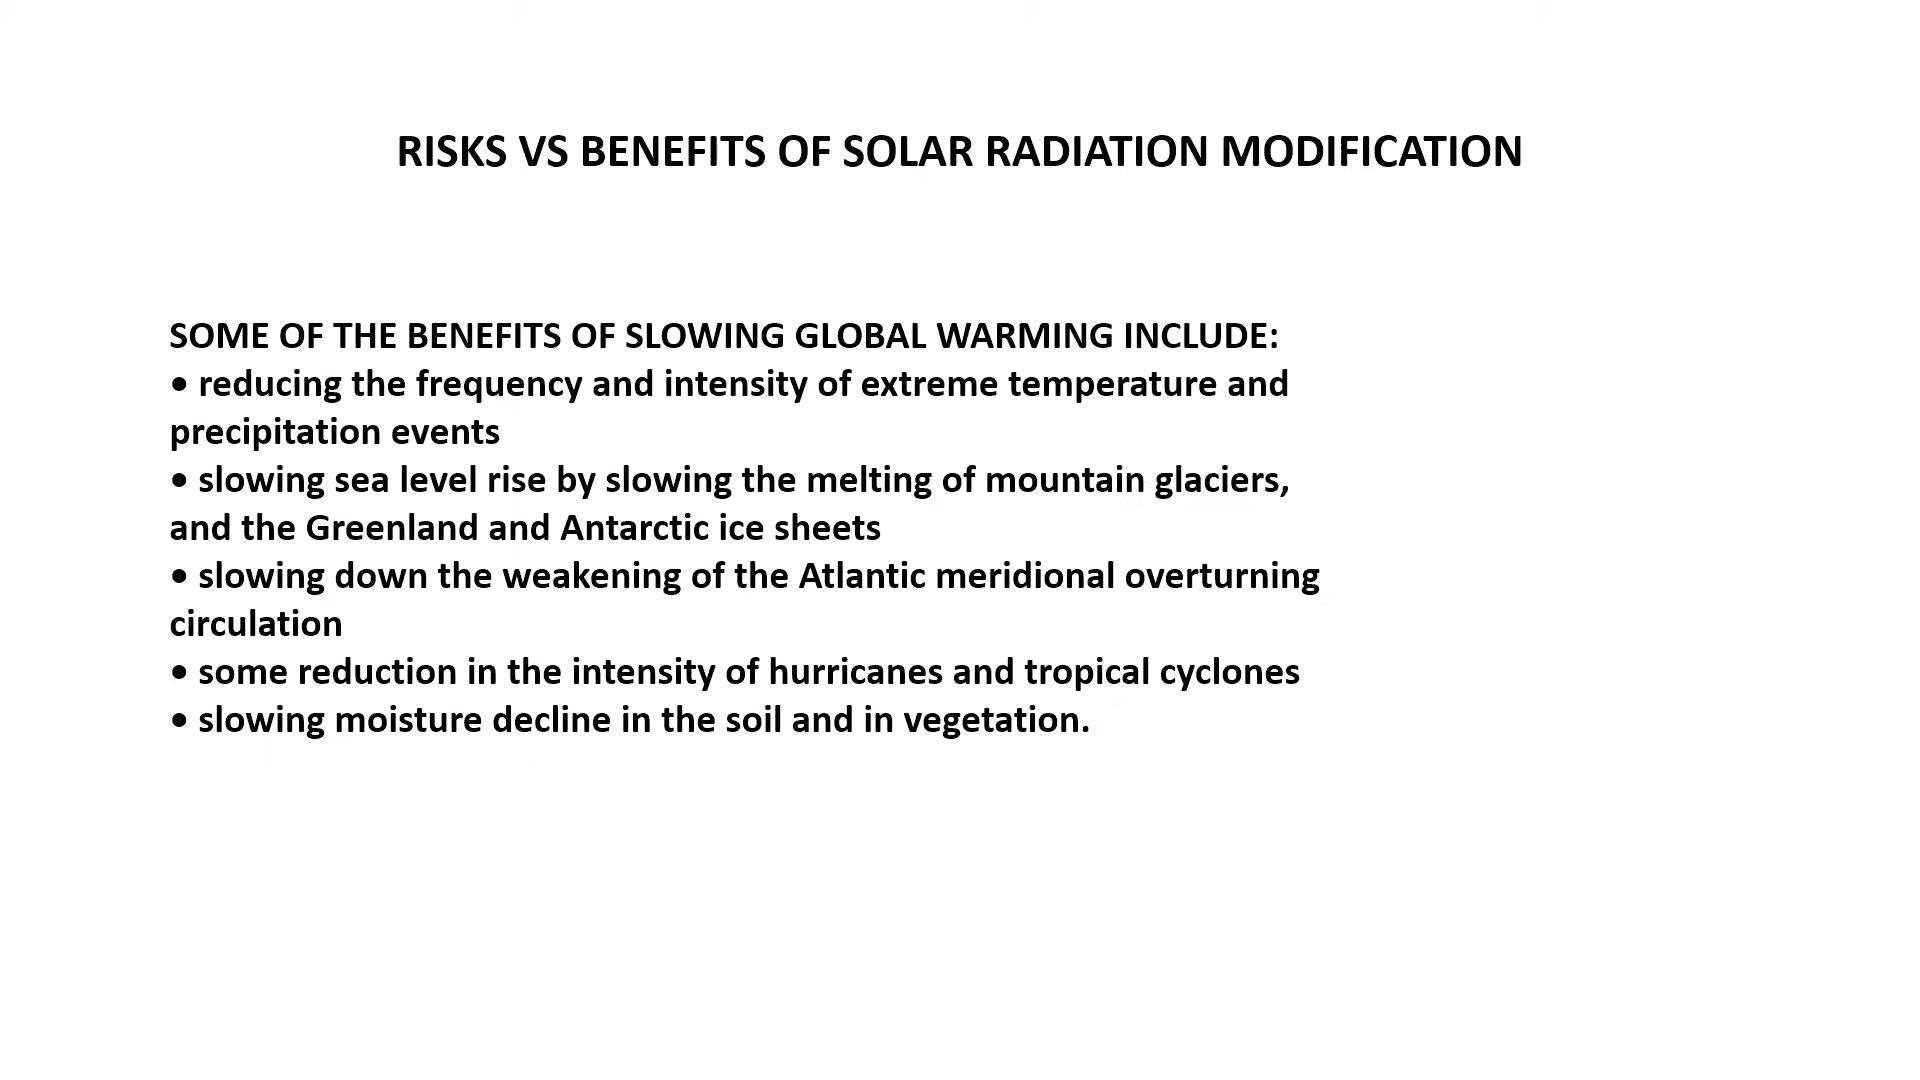 RISKS VS BENEFITS OF SOLAR RADIATION MODIFICATION
SOME OF THE BENEFITS OF SLOWING GLOBAL WARMING INCLUDE:
• reducing the frequency and intensity of extreme temperature and
precipitation events
• slowing sea level rise by slowing the melting of mountain glaciers,
and the Greenland and Antarctic ice sheets
• slowing down the weakening of the Atlantic meridional overturning
circulation
• some reduction in the intensity of hurricanes and tropical cyclones
• slowing moisture decline in the soil and in vegetation.